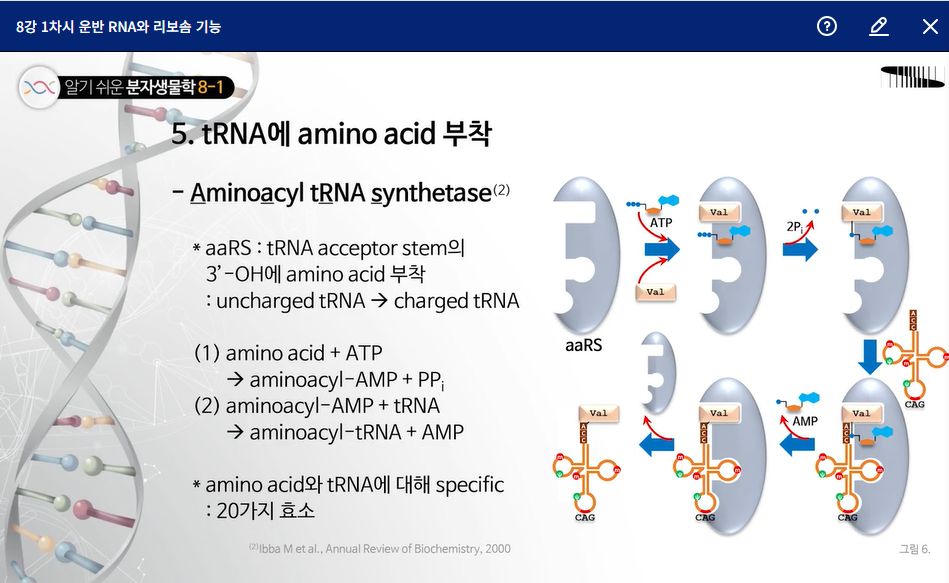 8강 1차시 운반 RNA와 리보솜 기능
알기 쉬운 분자생물학 8-1
5. tRNA에 amino acid 부착
- Aminoacyl tRNA synthetase(2)
* aaRS : tRNA acceptor stem의
3'-OH에 amino acid 부착
: uncharged tRNA → charged tRNA
(1) amino acid + ATP
→ aminoacyl-AMP + PPi
(2) aminoacyl-AMP + tRNA
→ aminoacyl-tRNA + AMP
* amino acid와 tRNA에 대해 specific
: 20가지 효소
(2)Ibba M et al., Annual Review of Biochemistry, 2000
ATP
Val
Val
2Pi
Val
aaRS
ACC
m
m
m
ψ
CAG
Val
ACC
m
m
ψ
ψ
CAG
Val
ACC
m
m
ψ
ψ
CAG
AMP
Val
ACC
m
m
ψ
ψ
CAG
그림 6.